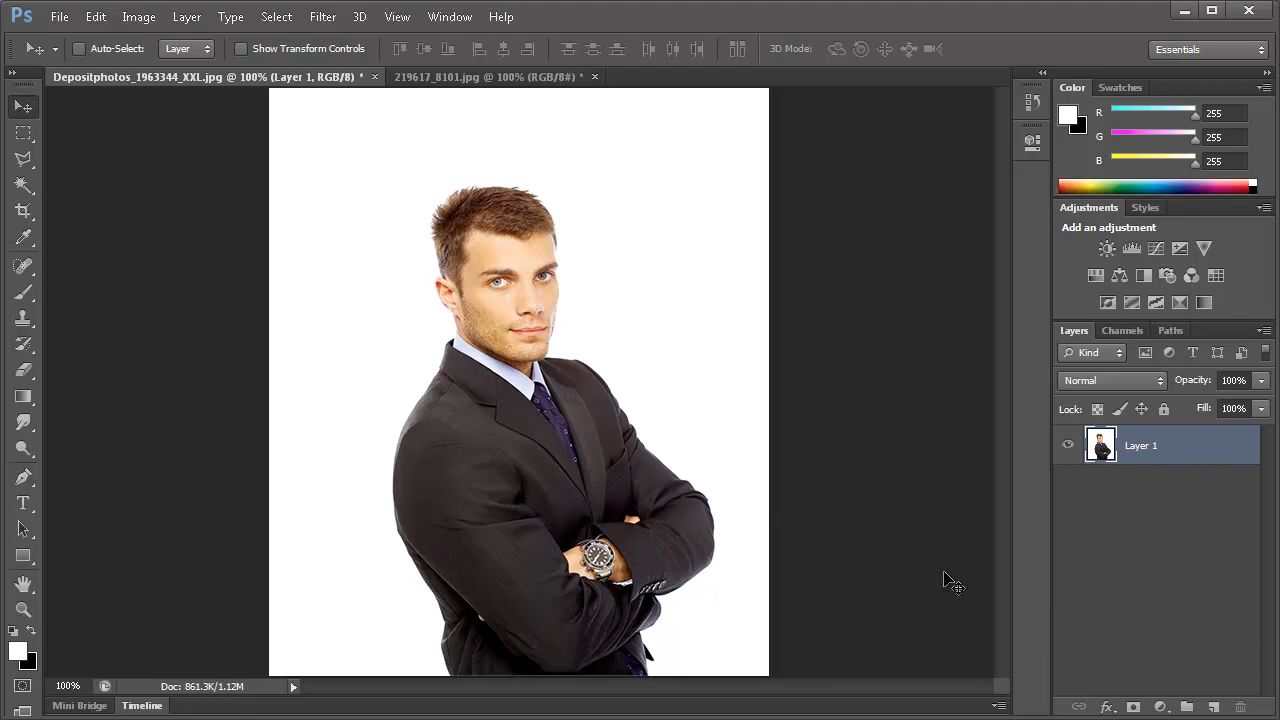 Ps File Edit Image Layer Type Select Filter 3D View Window Help
Auto-Select: Layer Show Transform Controls 3D Mode: Essentials
Depositphotos_1963344_XXL.jpg @ 100% (Layer 1, RGB/8) * 219617_8101.jpg @ 100% (RGB/8#) *
Color Swatches
R 255
G 255
B 255
Adjustments Styles
Add an adjustment
Layers Channels Paths
Kind
Normal Opacity: 100%
Lock: Fill: 100%
Layer 1
100% Doc: 861.3K/1.12M
Mini Bridge Timeline